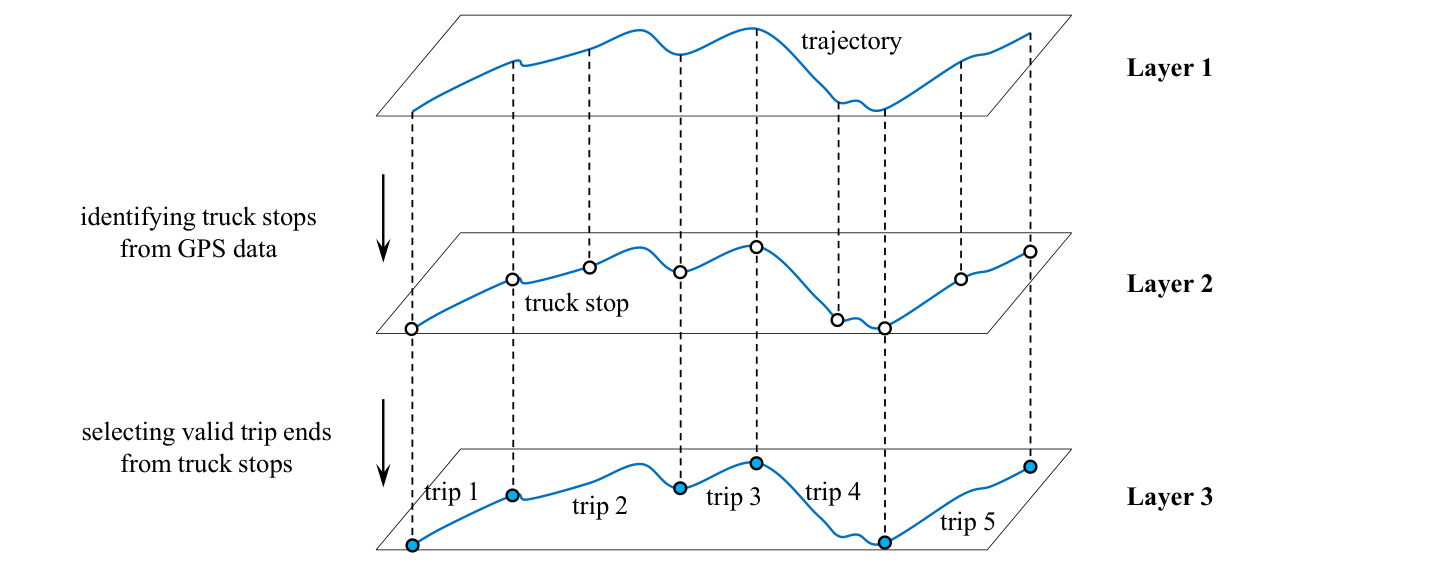 trajectory
Layer 1
identifying truck stops
from GPS data
truck stop
Layer 2
selecting valid trip ends
from truck stops
trip 1
trip 2
trip 3
trip 4
trip 5
Layer 3